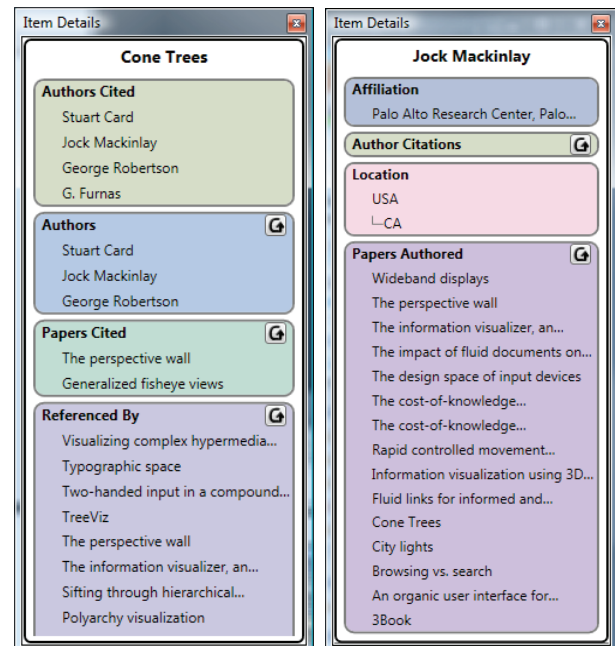 Item Details
Cone Trees
Authors Cited
Stuart Card
Jock Mackinlay
George Robertson
G. Furnas
Authors
Stuart Card
Jock Mackinlay
George Robertson
Papers Cited
The perspective wall
Generalized fisheye views
Referenced By
Visualizing complex hypermedia...
Typographic space
Two-handed input in a compound...
TreeViz
The perspective wall
The information visualizer, an...
Sifting through hierarchical...
Polyarchy visualization
Item Details
Jock Mackinlay
Affiliation
Palo Alto Research Center, Palo...
Author Citations
Location
USA
CA
Papers Authored
Wideband displays
The perspective wall
The information visualizer, an...
The impact of fluid documents on...
The design space of input devices
The cost-of-knowledge...
The cost-of-knowledge...
Rapid controlled movement...
Information visualization using 3D...
Fluid links for informed and...
Cone Trees
City lights
Browsing vs. search
An organic user interface for...
3Book